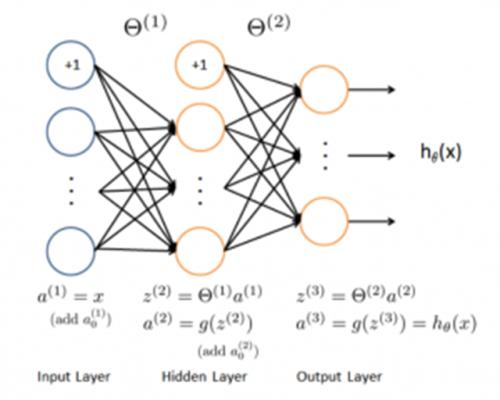 Θ(1) Θ(2)
+1 +1
hθ(x)
a(1) = x z(2) = Θ(1)a(1) z(3) = Θ(2)a(2)
(add a0(1)) a(2) = g(z(2)) a(3) = g(z(3)) = hθ(x)
(add a0(2))
Input Layer Hidden Layer Output Layer